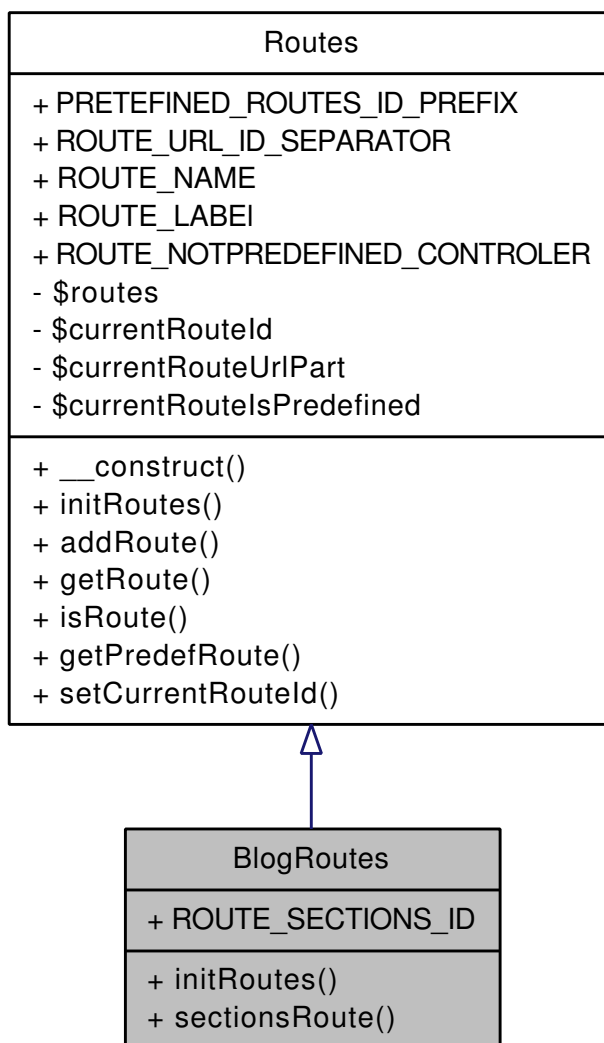 Routes
+ PRETEFINED_ROUTES_ID_PREFIX
+ ROUTE_URL_ID_SEPARATOR
+ ROUTE_NAME
+ ROUTE_LABEl
+ ROUTE_NOTPREDEFINED_CONTROLER
- $routes
- $currentRouteId
- $currentRouteUrlPart
- $currentRouteIsPredefined
+ __construct()
+ initRoutes()
+ addRoute()
+ getRoute()
+ isRoute()
+ getPredefRoute()
+ setCurrentRouteId()
BlogRoutes
+ ROUTE_SECTIONS_ID
+ initRoutes()
+ sectionsRoute()